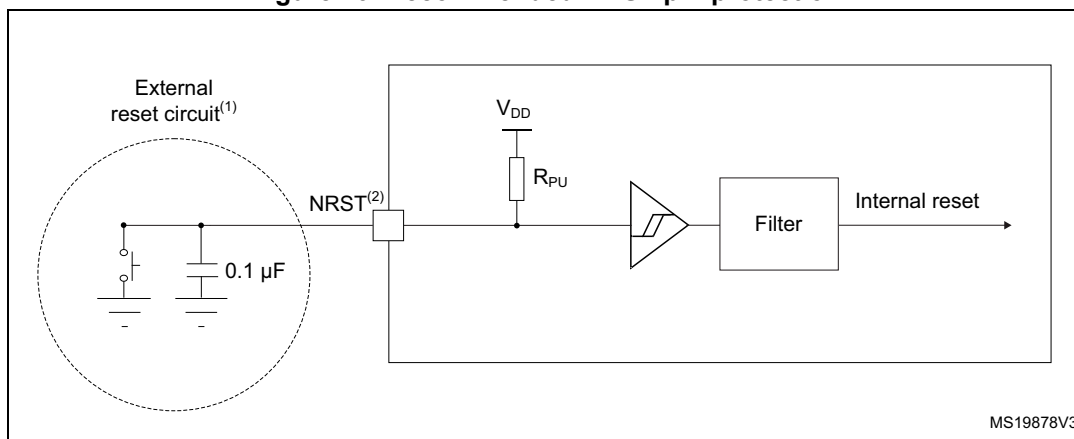 External
reset circuit(1)
VDD
RPU
NRST(2)
Filter
Internal reset
0.1 µF
MS19878V3